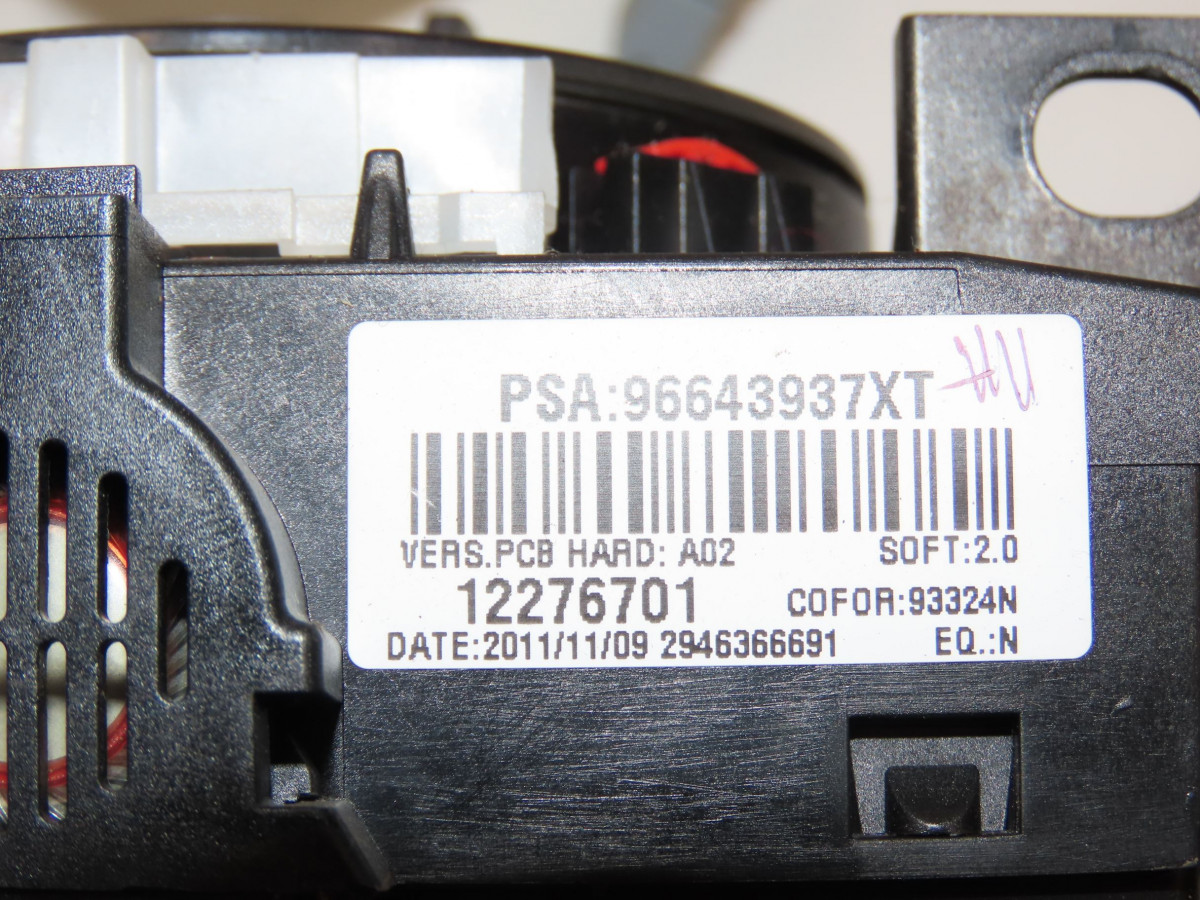 PSA:96643937XT
VERS.PCB HARD: A02 SOFT:2.0
12276701 COFOR:93324N
DATE:2011/11/09 2946366691 EQ.:N